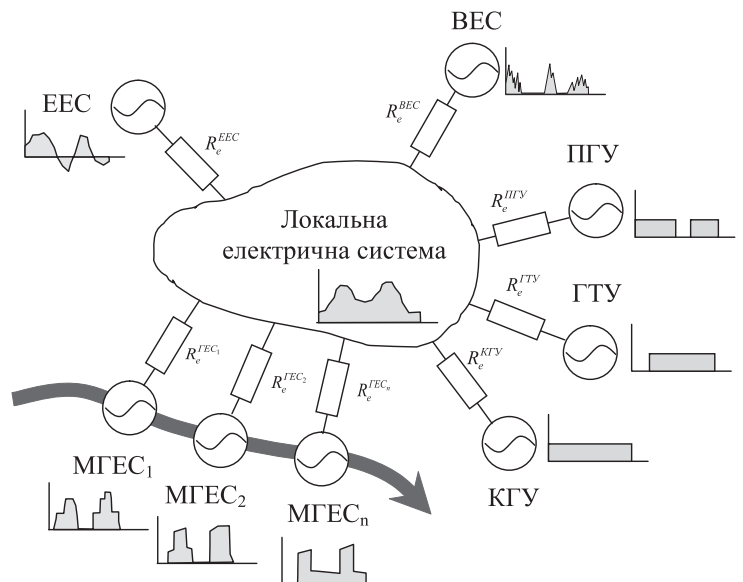 ВЕС
ЕЕС
R_e^{ВЕС}
R_e^{ЕЕС}
ПГУ
R_e^{ПГУ}
Локальна
електрична система
ГТУ
R_e^{ГТУ}
R_e^{ГЕС_1}
R_e^{ГЕС_2}
R_e^{ГЕС_n}
R_e^{КГУ}
МГЕС_1
МГЕС_2
МГЕС_n
КГУ